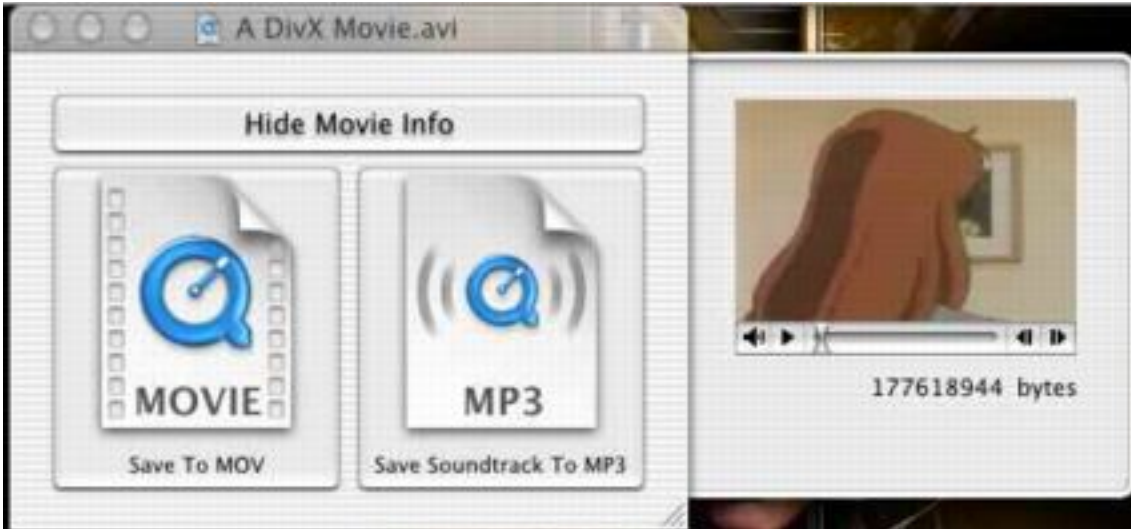 A DivX Movie.avi
Hide Movie Info
MOVIE
Save To MOV
MP3
Save Soundtrack To MP3
177618944 bytes